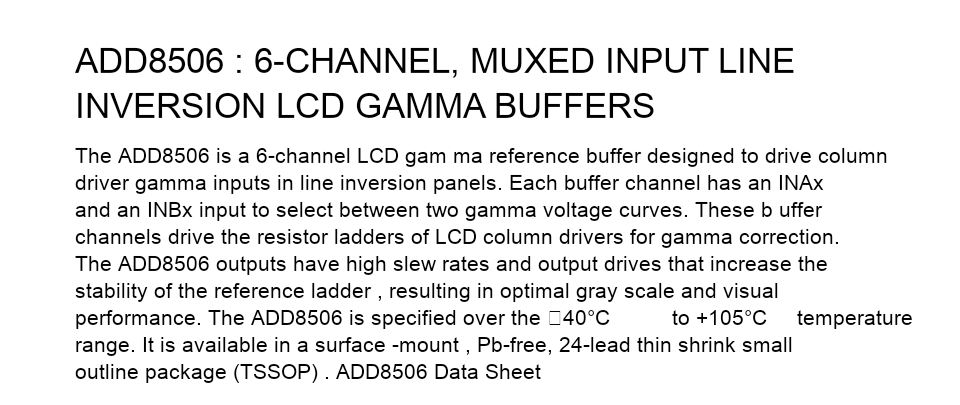 ADD8506 : 6-CHANNEL, MUXED INPUT LINE
INVERSION LCD GAMMA BUFFERS
The ADD8506 is a 6-channel LCD gam ma reference buffer designed to drive column
driver gamma inputs in line inversion panels. Each buffer channel has an INAx
and an INBx input to select between two gamma voltage curves. These b uffer
channels drive the resistor ladders of LCD column drivers for gamma correction.
The ADD8506 outputs have high slew rates and output drives that increase the
stability of the reference ladder , resulting in optimal gray scale and visual
performance. The ADD8506 is specified over the □40°C to +105°C temperature
range. It is available in a surface -mount , Pb-free, 24-lead thin shrink small
outline package (TSSOP) . ADD8506 Data Sheet